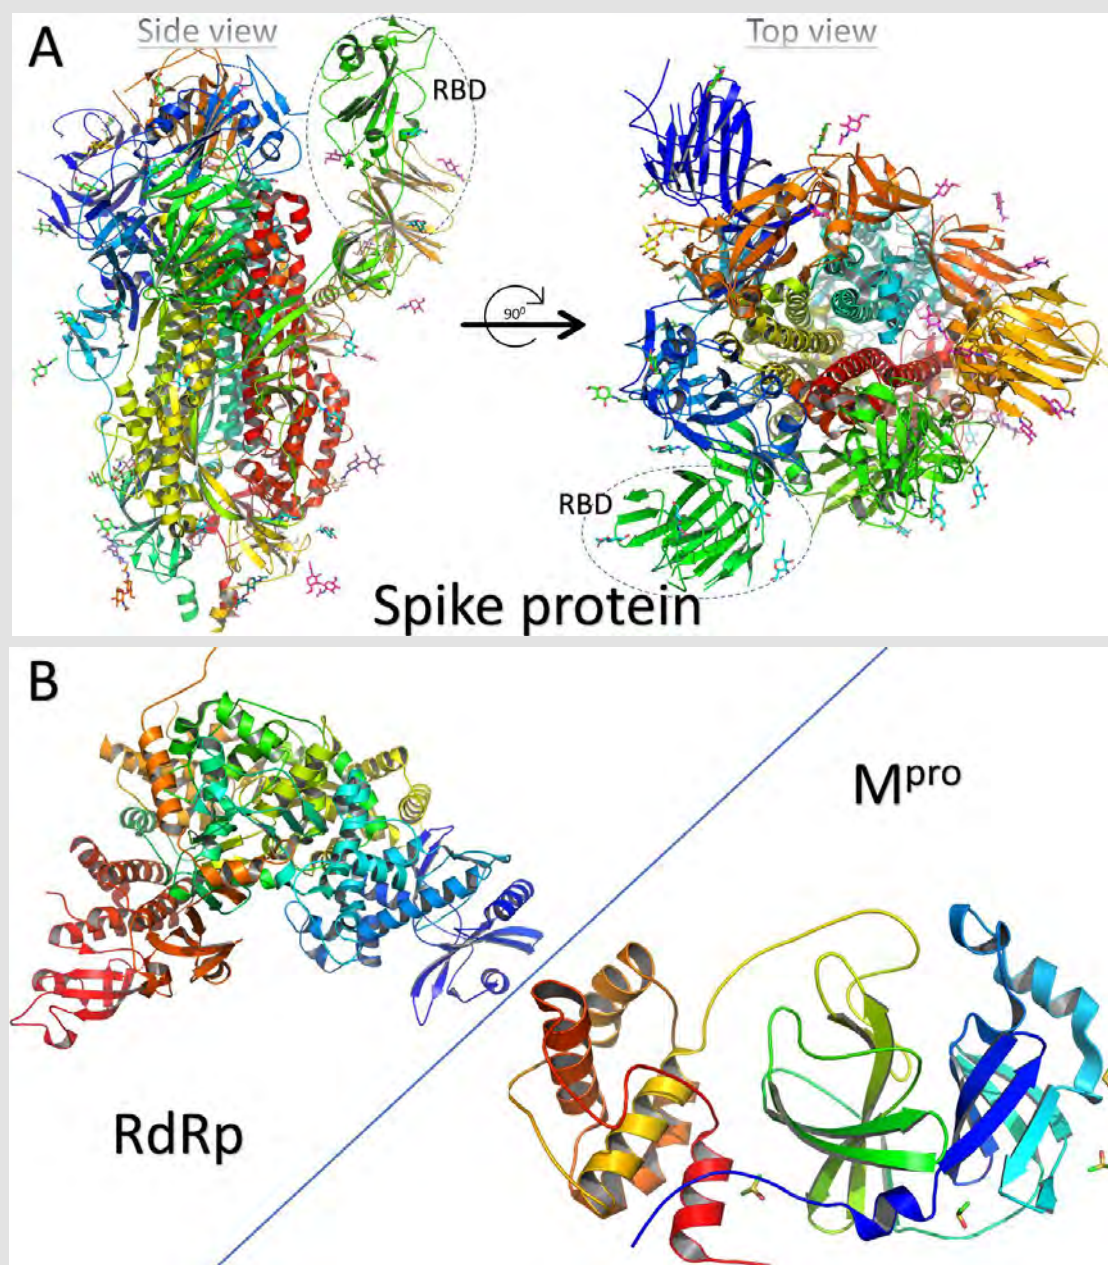 A
Side view
Top view
RBD
90⁰
RBD
Spike protein
B
Mᵖʳᵒ
RdRp